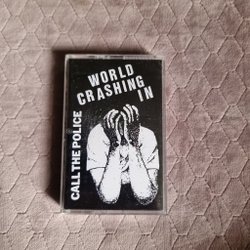 WORLD
CRASHING
IN
CALL THE POLICE